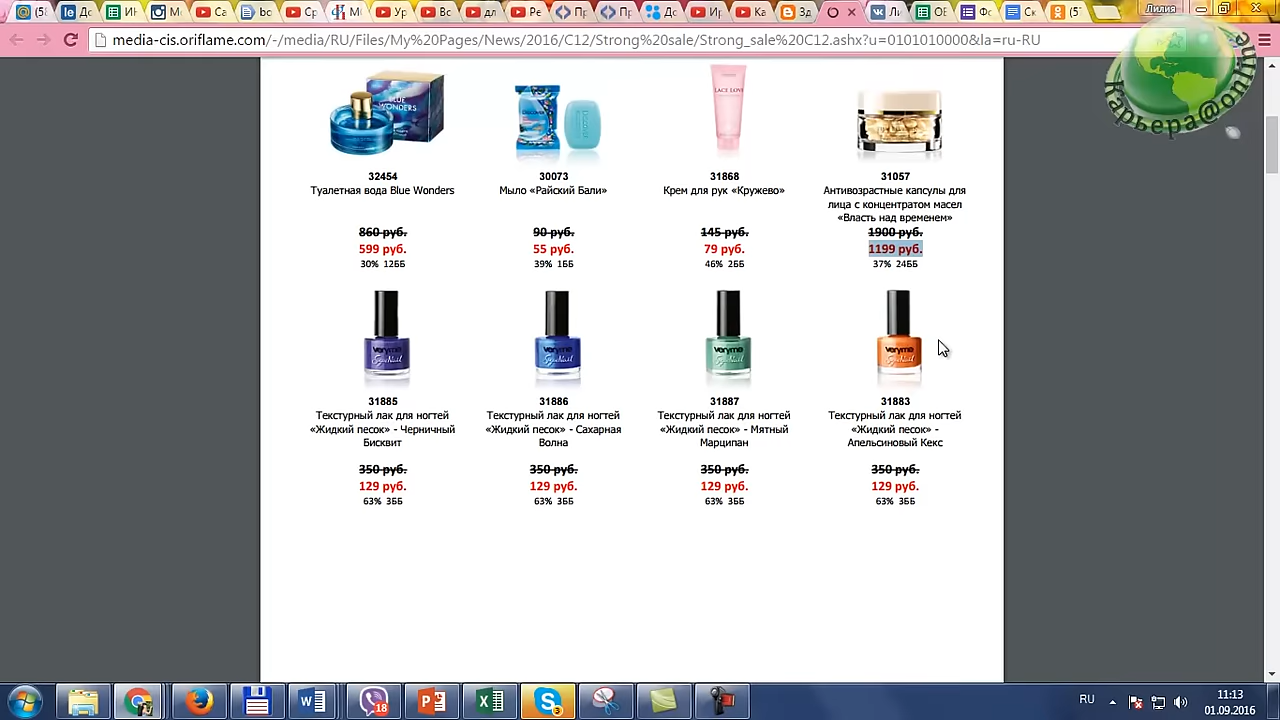 Лилия
media-cis.oriflame.com/-/media/RU/Files/My%20Pages/News/2016/C12/Strong%20sale/Strong_sale%20C12.ashx?u=0101010000&la=ru-RU
Карьера@online
BLUE WONDERS
LACE LOVE
32454
30073
31868
31057
Туалетная вода Blue Wonders
Мыло «Райский Бали»
Крем для рук «Кружево»
Антивозрастные капсулы для
лица с концентратом масел
«Власть над временем»
860 руб.
90 руб.
145 руб.
1900 руб.
599 руб.
55 руб.
79 руб.
1199 руб.
30% 12ББ
39% 1ББ
46% 2ББ
37% 24ББ
31885
31886
31887
31883
Текстурный лак для ногтей
«Жидкий песок» - Черничный
Бисквит
Текстурный лак для ногтей
«Жидкий песок» - Сахарная
Волна
Текстурный лак для ногтей
«Жидкий песок» - Мятный
Марципан
Текстурный лак для ногтей
«Жидкий песок» -
Апельсиновый Кекс
350 руб.
350 руб.
350 руб.
350 руб.
129 руб.
129 руб.
129 руб.
129 руб.
63% 3ББ
63% 3ББ
63% 3ББ
63% 3ББ
18
3
RU
11:13
01.09.2016